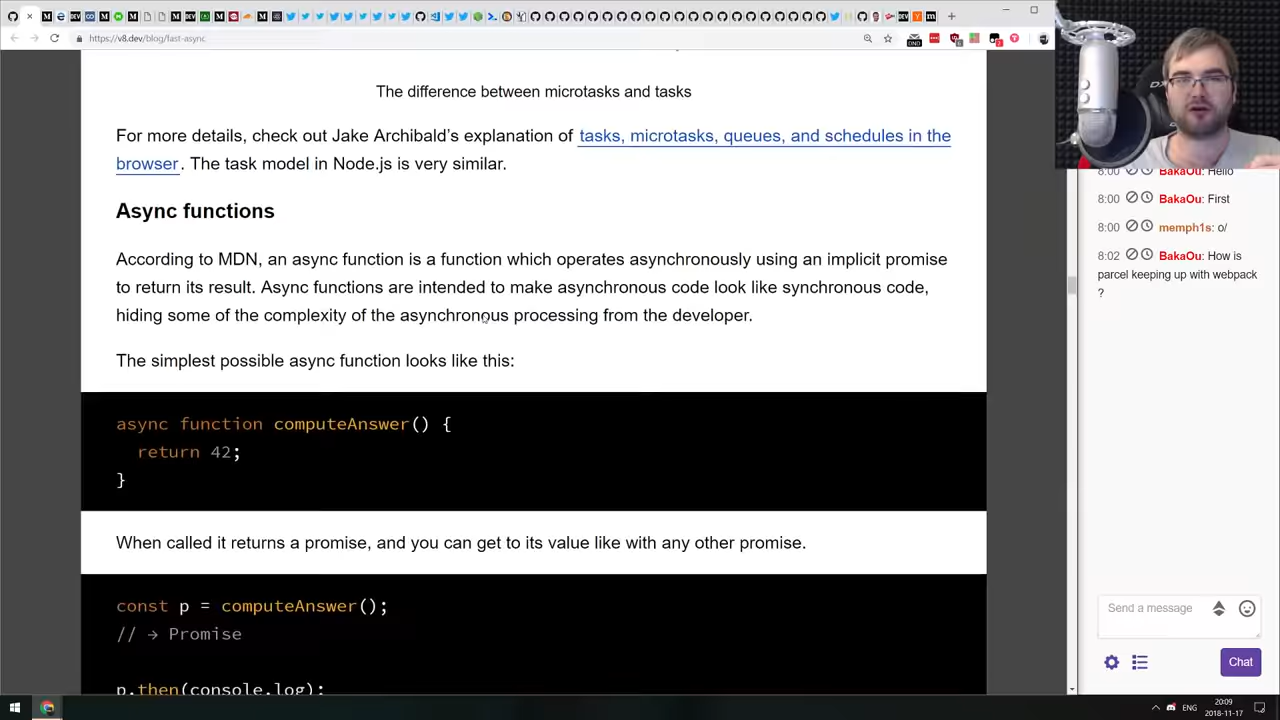 https://v8.dev/blog/fast-async
The difference between microtasks and tasks
For more details, check out Jake Archibald's explanation of tasks, microtasks, queues, and schedules in the
browser. The task model in Node.js is very similar.
Async functions
According to MDN, an async function is a function which operates asynchronously using an implicit promise
to return its result. Async functions are intended to make asynchronous code look like synchronous code,
hiding some of the complexity of the asynchronous processing from the developer.
The simplest possible async function looks like this:
async function computeAnswer() {
return 42;
}
When called it returns a promise, and you can get to its value like with any other promise.
const p = computeAnswer();
// → Promise
p.then(console.log);
8:00 BakaOu: Hello
8:00 BakaOu: First
8:00 memph1s: o/
8:02 BakaOu: How is
parcel keeping up with webpack
?
Send a message
Chat
ENG
20:09
2018-11-17